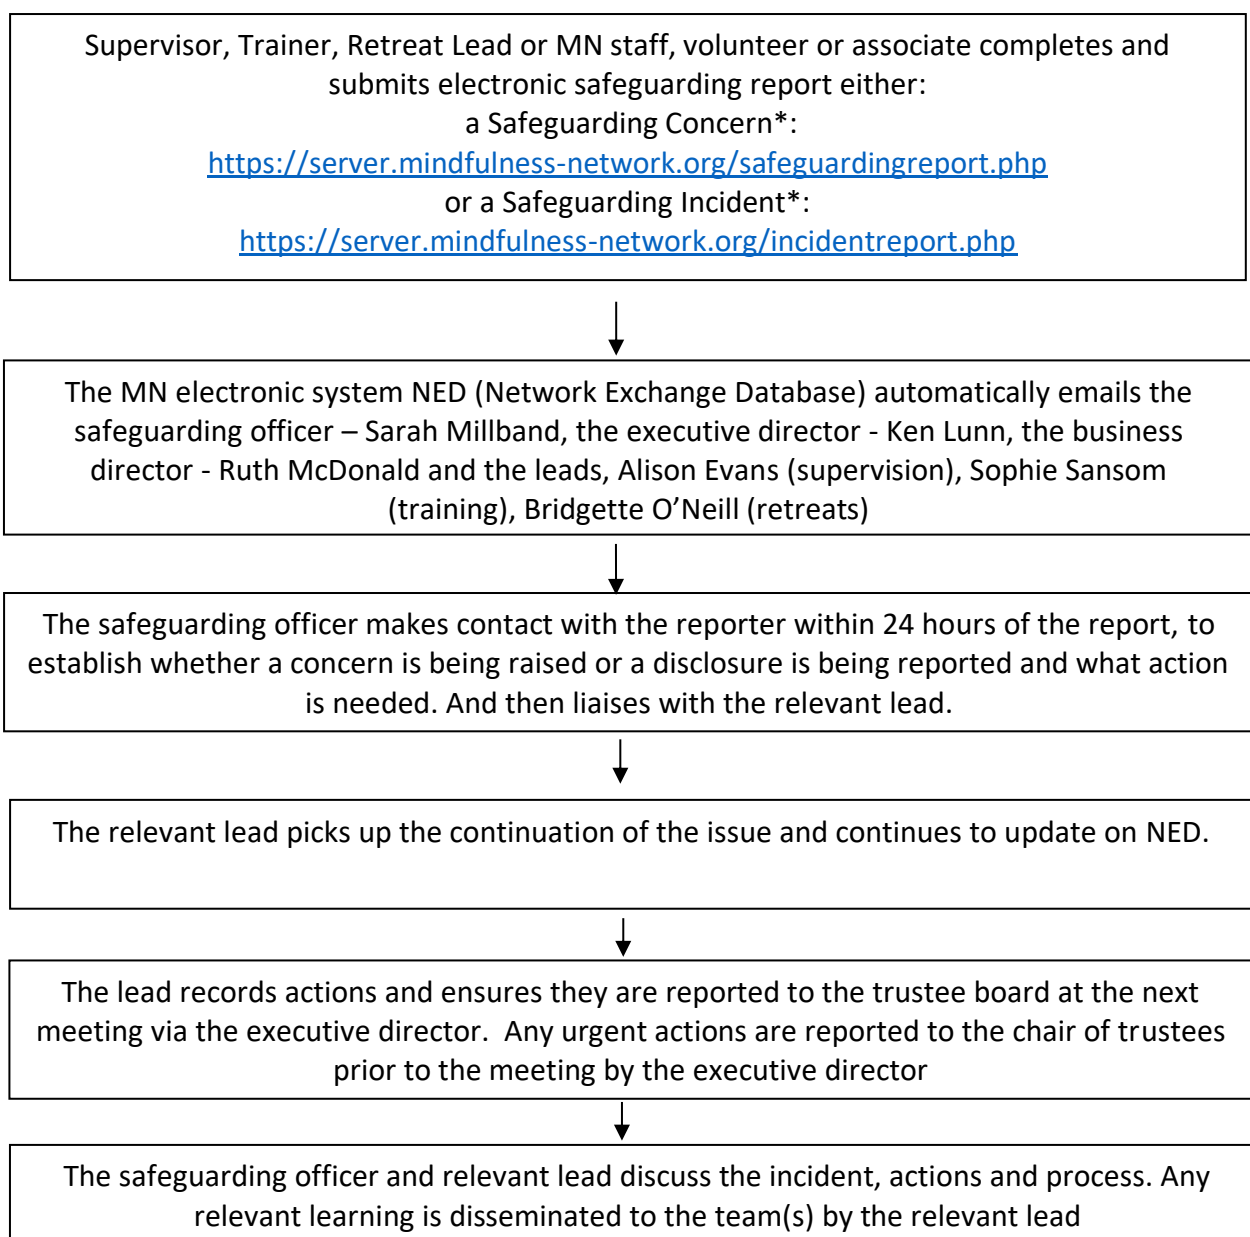 Supervisor, Trainer, Retreat Lead or MN staff, volunteer or associate completes and
submits electronic safeguarding report either:
a Safeguarding Concern*:
https://server.mindfulness-network.org/safeguardingreport.php
or a Safeguarding Incident*:
https://server.mindfulness-network.org/incidentreport.php
The MN electronic system NED (Network Exchange Database) automatically emails the
safeguarding officer – Sarah Millband, the executive director - Ken Lunn, the business
director - Ruth McDonald and the leads, Alison Evans (supervision), Sophie Sansom
(training), Bridgette O’Neill (retreats)
The safeguarding officer makes contact with the reporter within 24 hours of the report, to
establish whether a concern is being raised or a disclosure is being reported and what action
is needed. And then liaises with the relevant lead.
The relevant lead picks up the continuation of the issue and continues to update on NED.
The lead records actions and ensures they are reported to the trustee board at the next
meeting via the executive director.  Any urgent actions are reported to the chair of trustees
prior to the meeting by the executive director
The safeguarding officer and relevant lead discuss the incident, actions and process. Any
relevant learning is disseminated to the team(s) by the relevant lead